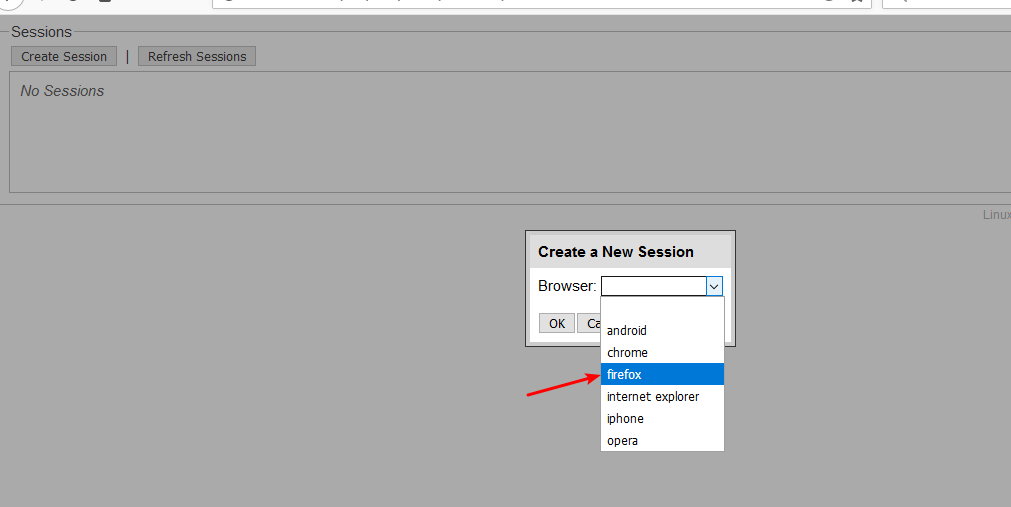 Sessions
Create Session | Refresh Sessions
No Sessions
Linux
Create a New Session
Browser:
OK Ca
android
chrome
firefox
internet explorer
iphone
opera